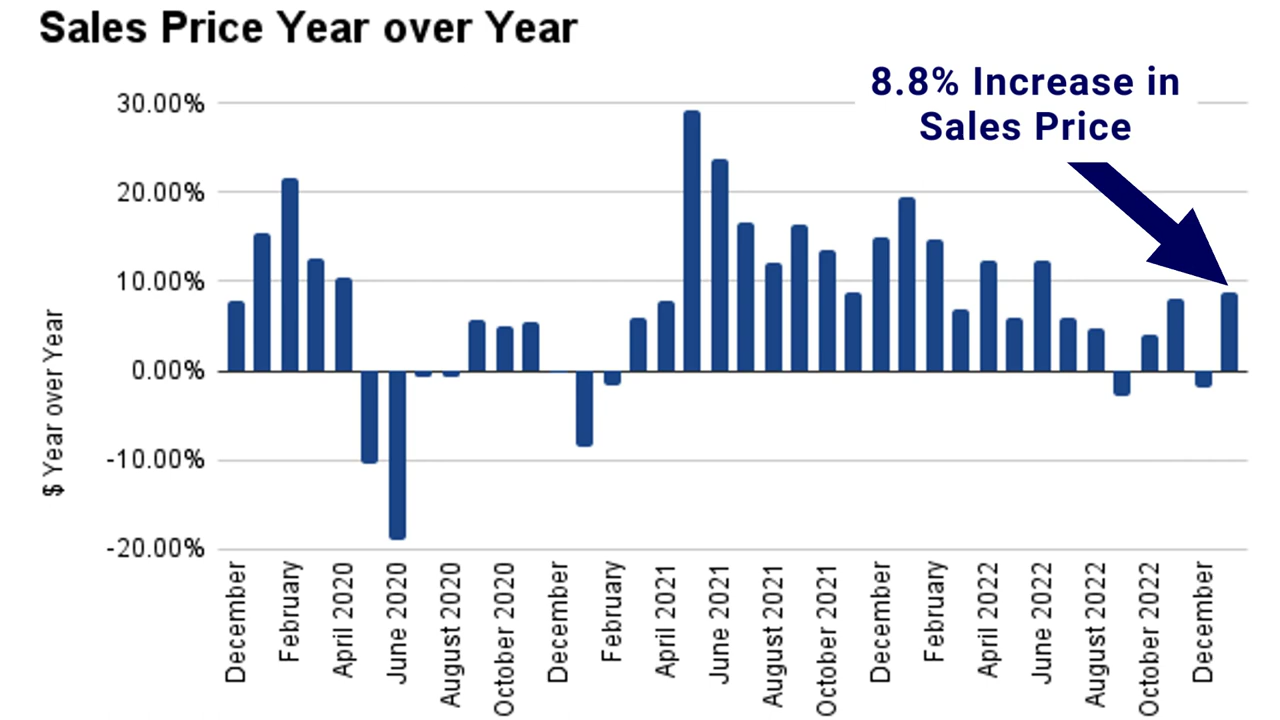 Sales Price Year over Year
8.8% Increase in
Sales Price
30.00%
20.00%
10.00%
0.00%
-10.00%
-20.00%
$ Year over Year
December
February
April 2020
June 2020
August 2020
October 2020
December
February
April 2021
June 2021
August 2021
October 2021
December
February
April 2022
June 2022
August 2022
October 2022
December